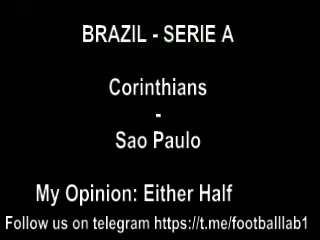 BRAZIL - SERIE A
Corinthians
-
Sao Paulo
My Opinion: Either Half
Follow us on telegram https://t.me/footballlab1